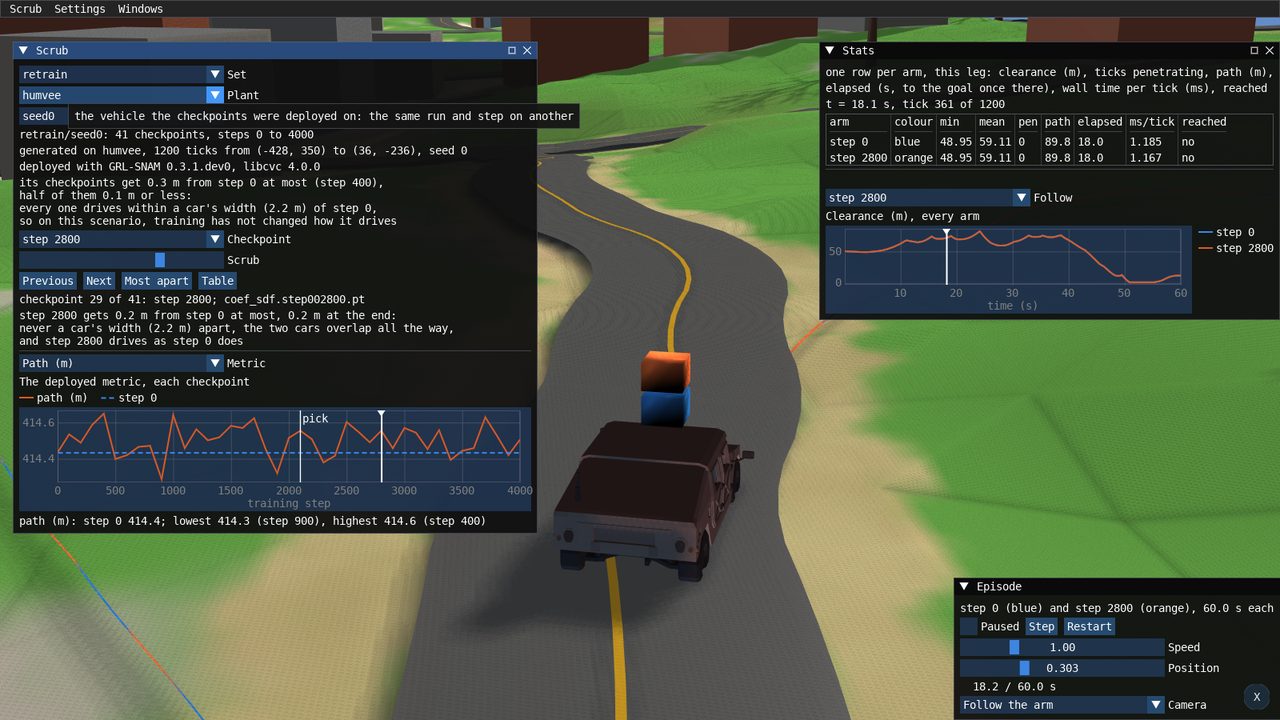 Scrub Settings Windows
Scrub
retrain Set
humvee Plant
seed0 the vehicle the checkpoints were deployed on: the same run and step on another
retrain/seed0: 41 checkpoints, steps 0 to 4000
generated on humvee, 1200 ticks from (-428, 350) to (36, -236), seed 0
deployed with GRL-SNAM 0.3.1.dev0, libcvc 4.0.0
its checkpoints get 0.3 m from step 0 at most (step 400),
half of them 0.1 m or less:
every one drives within a car's width (2.2 m) of step 0,
so on this scenario, training has not changed how it drives
step 2800 Checkpoint
Scrub
Previous Next Most apart Table
checkpoint 29 of 41: step 2800; coef_sdf.step002800.pt
step 2800 gets 0.2 m from step 0 at most, 0.2 m at the end:
never a car's width (2.2 m) apart, the two cars overlap all the way,
and step 2800 drives as step 0 does
Path (m) Metric
The deployed metric, each checkpoint
path (m) step 0
pick
414.6
414.4
0 500 1000 1500 2000 2500 3000 3500 4000
training step
path (m): step 0 414.4; lowest 414.3 (step 900), highest 414.6 (step 400)
Stats
one row per arm, this leg: clearance (m), ticks penetrating, path (m),
elapsed (s, to the goal once there), wall time per tick (ms), reached
t = 18.1 s, tick 361 of 1200
arm colour min mean pen path elapsed ms/tick reached
step 0 blue 48.95 59.11 0 89.8 18.0 1.185 no
step 2800 orange 48.95 59.11 0 89.8 18.0 1.167 no
step 2800 Follow
Clearance (m), every arm
step 0
step 2800
50
0
10 20 30 40 50 60
time (s)
Episode
step 0 (blue) and step 2800 (orange), 60.0 s each
Paused Step Restart
1.00 Speed
0.303 Position
18.2 / 60.0 s
Follow the arm Camera
X